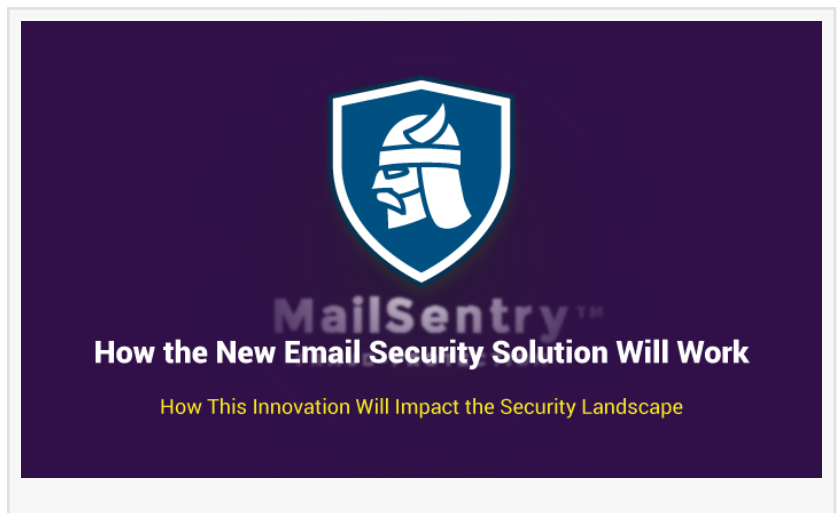 MailSentry™
How the New Email Security Solution Will Work
How This Innovation Will Impact the Security Landscape